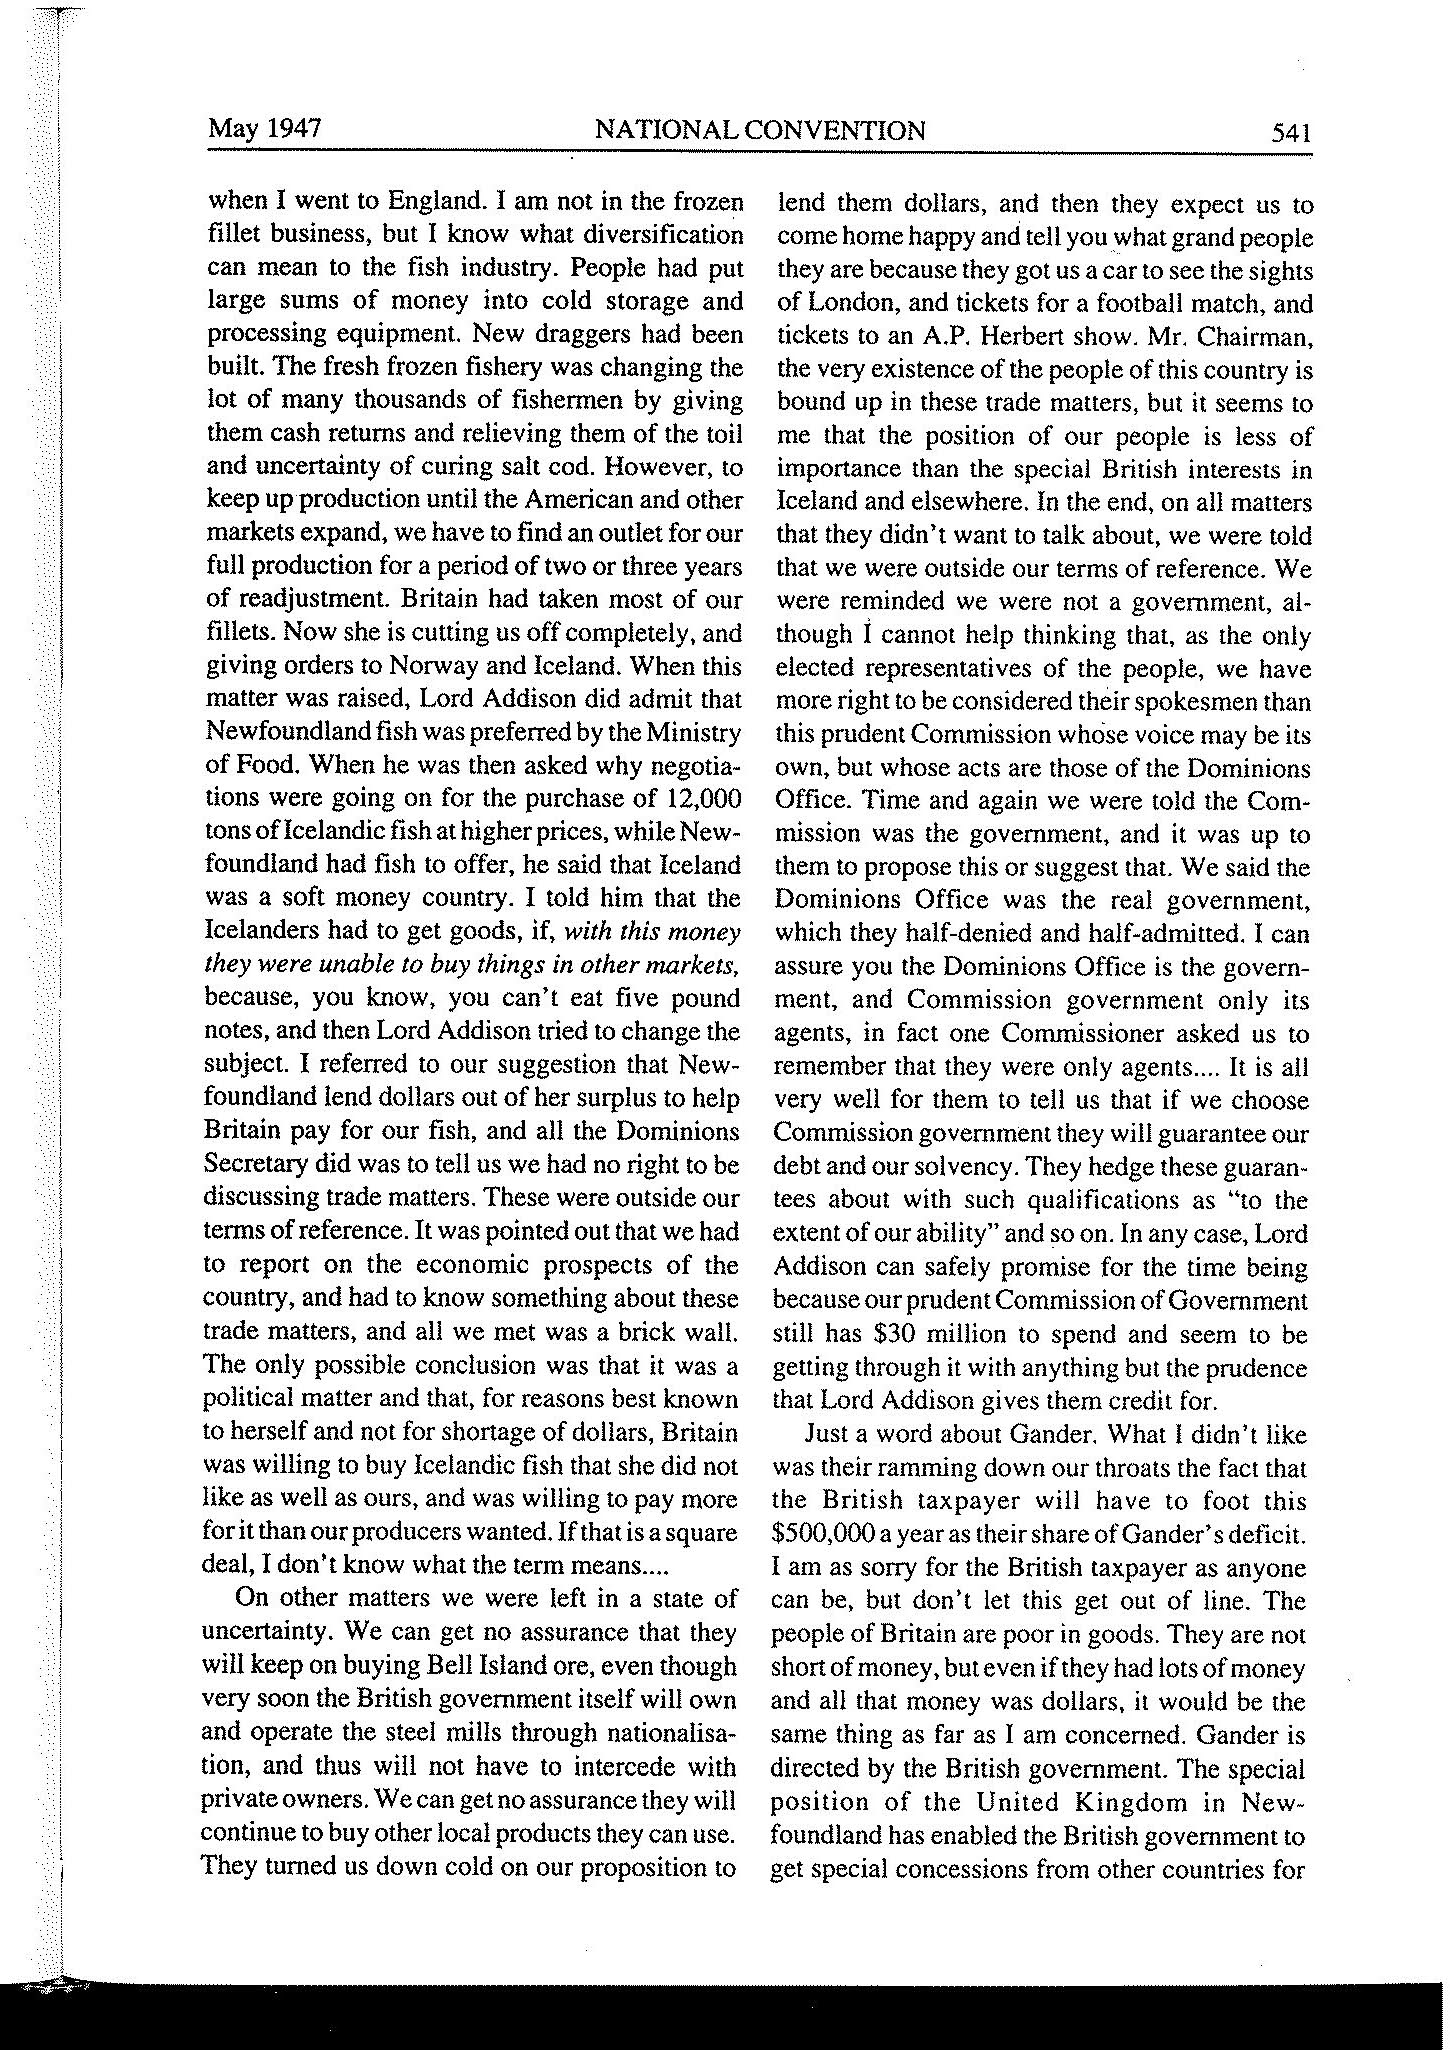 May 1947 NATIONAL CONVENTION 541
when I went to England. I am not in the frozen
fillet business, but I know what diversification
can mean to the fish industry. People had put
large sums of money into cold storage and
processing equipment. New draggers had been
built. The fresh frozen fishery was changing the
lot of many thousands of fishermen by giving
them cash returns and relieving them of the toil
and uncertainty of curing salt cod. However, to
keep up production until the American and other
markets expand, we have to find an outlet for our
full production for a period of two or three years
of readjustment. Britain had taken most of our
fillets. Now she is cutting us off completely, and
giving orders to Norway and Iceland. When this
matter was raised, Lord Addison did admit that
Newfoundland fish was preferred by the Ministry
of Food. When he was then asked why negotia-
tions were going on for the purchase of 12,000
tons of Icelandic fish at higher prices, while New-
foundland had fish to offer, he said that Iceland
was a soft money country. I told him that the
Icelanders had to get goods, if, with this money
they were unable to buy things in other markets,
because, you know, you can't eat five pound
notes, and then Lord Addison tried to change the
subject. I referred to our suggestion that New-
foundland lend dollars out of her surplus to help
Britain pay for our fish, and all the Dominions
Secretary did was to tell us we had no right to be
discussing trade matters. These were outside our
terms of reference. It was pointed out that we had
to report on the economic prospects of the
country, and had to know something about these
trade matters, and all we met was a brick wall.
The only possible conclusion was that it was a
political matter and that, for reasons best known
to herself and not for shortage of dollars, Britain
was willing to buy Icelandic fish that she did not
like as well as ours, and was willing to pay more
for it than our producers wanted. If that is a square
deal, I don't know what the term means....
On other matters we were left in a state of
uncertainty. We can get no assurance that they
will keep on buying Bell Island ore, even though
very soon the British government itself will own
and operate the steel mills through nationalisa-
tion, and thus will not have to intercede with
private owners. We can get no assurance they will
continue to buy other local products they can use.
They turned us down cold on our proposition to
lend them dollars, and then they expect us to
come home happy and tell you what grand people
they are because they got us a car to see the sights
of London, and tickets for a football match, and
tickets to an A.P. Herbert show. Mr. Chairman,
the very existence of the people of this country is
bound up in these trade matters, but it seems to
me that the position of our people is less of
importance than the special British interests in
Iceland and elsewhere. In the end, on all matters
that they didn't want to talk about, we were told
that we were outside our terms of reference. We
were reminded we were not a government, al-
though I cannot help thinking that, as the only
elected representatives of the people, we have
more right to be considered their spokesmen than
this prudent Commission whose voice may be its
own, but whose acts are those of the Dominions
Office. Time and again we were told the Com-
mission was the government, and it was up to
them to propose this or suggest that. We said the
Dominions Office was the real government,
which they half-denied and half-admitted. I can
assure you the Dominions Office is the govern-
ment, and Commission government only its
agents, in fact one Commissioner asked us to
remember that they were only agents.... It is all
very well for them to tell us that if we choose
Commission government they will guarantee our
debt and our solvency. They hedge these guaran-
tees about with such qualifications as "to the
extent of our ability" and so on. In any case, Lord
Addison can safely promise for the time being
because our prudent Commission of Government
still has $30 million to spend and seem to be
getting through it with anything but the prudence
that Lord Addison gives them credit for.
Just a word about Gander. What I didn't like
was their ramming down our throats the fact that
the British taxpayer will have to foot this
$500,000 a year as their share of Gander's deficit.
I am as sorry for the British taxpayer as anyone
can be, but don't let this get out of line. The
people of Britain are poor in goods. They are not
short of money, but even if they had lots of money
and all that money was dollars, it would be the
same thing as far as I am concerned. Gander is
directed by the British government. The special
position of the United Kingdom in New-
foundland has enabled the British government to
get special concessions from other countries for